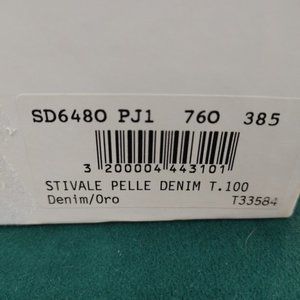 SD6480 PJ1 760 385
3 200004 443101
STIVALE PELLE DENIM T.100
Denim/Oro T33584